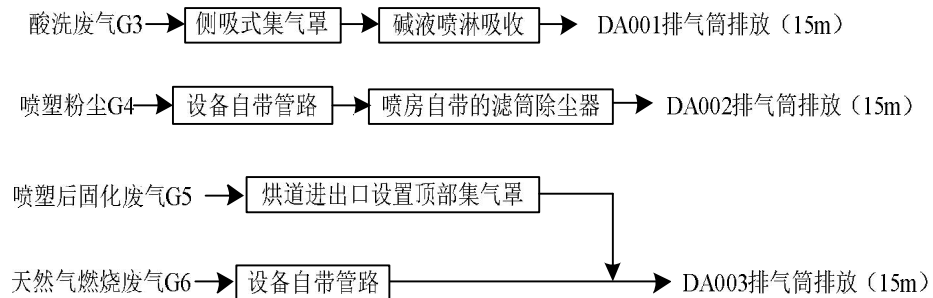 酸洗废气G3 侧吸式集气罩 碱液喷淋吸收 DA001排气筒排放（15m）
喷塑粉尘G4 设备自带管路 喷房自带的滤筒除尘器 DA002排气筒排放（15m）
喷塑后固化废气G5 烘道进出口设置顶部集气罩
天然气燃烧废气G6 设备自带管路 DA003排气筒排放（15m）